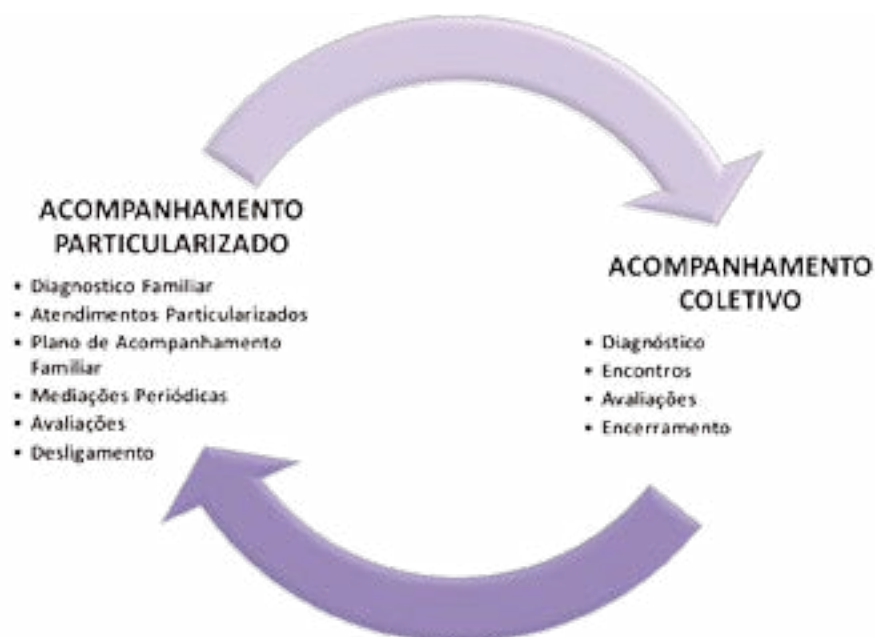 ACOMPANHAMENTO
PARTICULARIZADO
• Diagnostico Familiar
• Atendimentos Particularizados
• Plano de Acompanhamento
Familiar
• Mediações Periódicas
• Avaliações
• Desligamento
ACOMPANHAMENTO
COLETIVO
• Diagnóstico
• Encontros
• Avaliações
• Encerramento